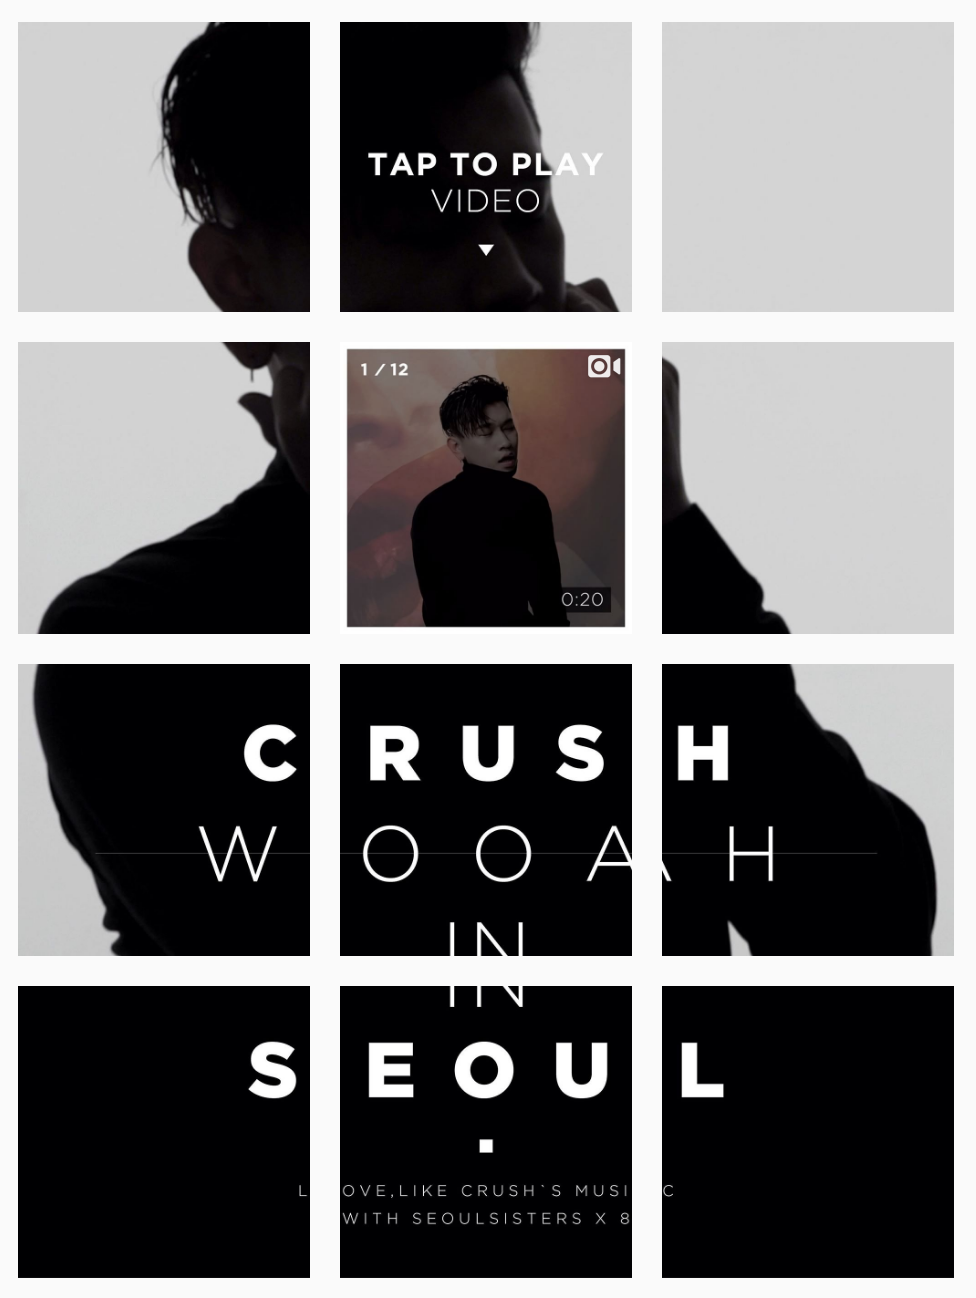 TAP TO PLAY
VIDEO
1 / 12
0:20
CRUSH
WOOAH
IN
SEOUL
LOVE,LIKE CRUSH`S MUSIC
WITH SEOULSISTERS X 8